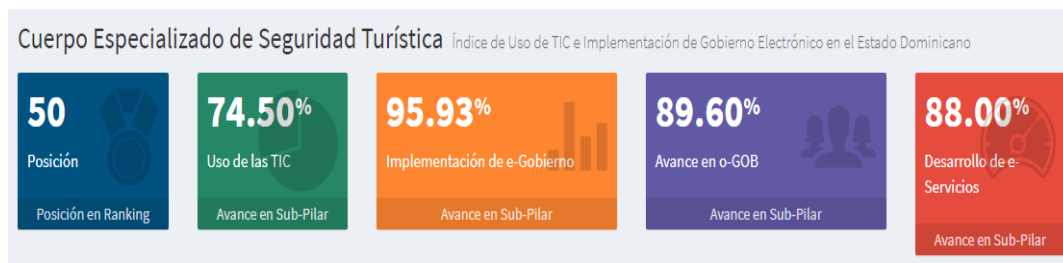 Cuerpo Especializado de Seguridad Turística Índice de Uso de TIC e Implementación de Gobierno Electrónico en el Estado Dominicano
50
Posición
Posición en Ranking
74.50%
Uso de las TIC
Avance en Sub-Pilar
95.93%
Implementación de e-Gobierno
Avance en Sub-Pilar
89.60%
Avance en o-GOB
Avance en Sub-Pilar
88.00%
Desarrollo de e-
Servicios
Avance en Sub-Pilar